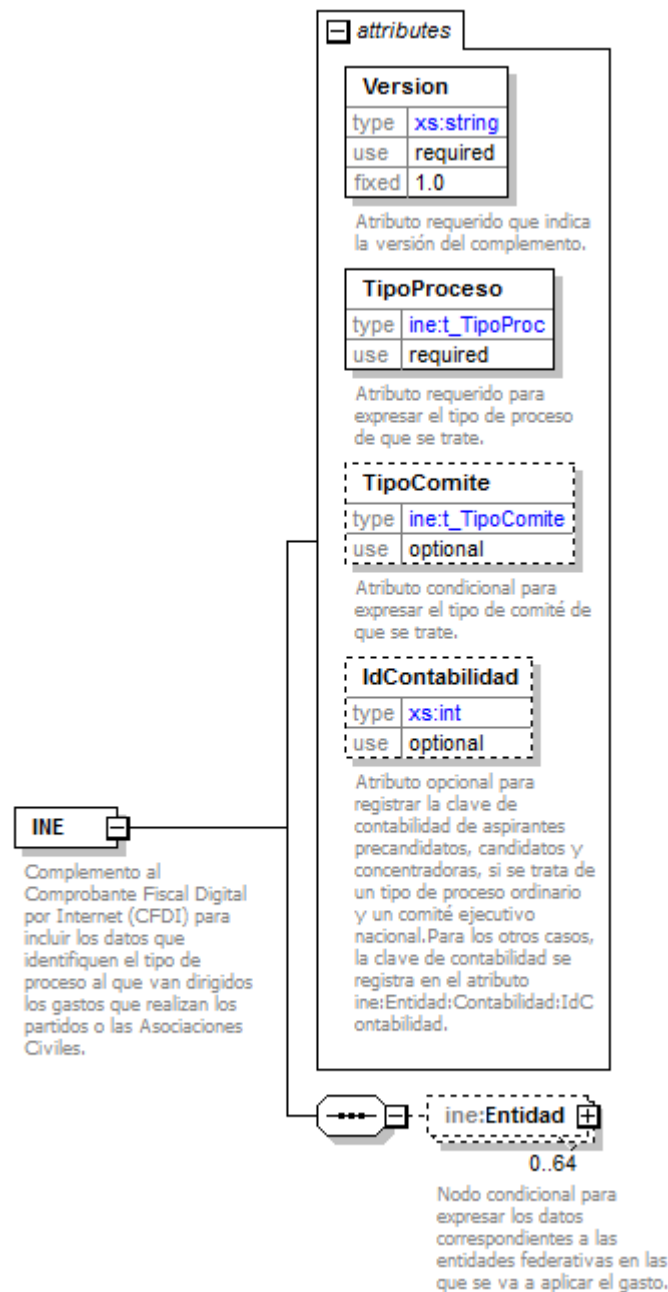 attributes
Version
type xs:string
use required
fixed 1.0
Atributo requerido que indica
la versión del complemento.
TipoProceso
type ine:t_TipoProc
use required
Atributo requerido para
expresar el tipo de proceso
de que se trate.
TipoComite
type ine:t_TipoComite
use optional
Atributo condicional para
expresar el tipo de comité de
que se trate.
IdContabilidad
type xs:int
use optional
Atributo opcional para
registrar la clave de
contabilidad de aspirantes
precandidatos, candidatos y
concentradoras, si se trata de
un tipo de proceso ordinario
y un comité ejecutivo
nacional.Para los otros casos,
la clave de contabilidad se
registra en el atributo
ine:Entidad:Contabilidad:IdC
ontabilidad.
INE
Complemento al
Comprobante Fiscal Digital
por Internet (CFDI) para
incluir los datos que
identifiquen el tipo de
proceso al que van dirigidos
los gastos que realizan los
partidos o las Asociaciones
Civiles.
ine:Entidad
0..64
Nodo condicional para
expresar los datos
correspondientes a las
entidades federativas en las
que se va a aplicar el gasto.